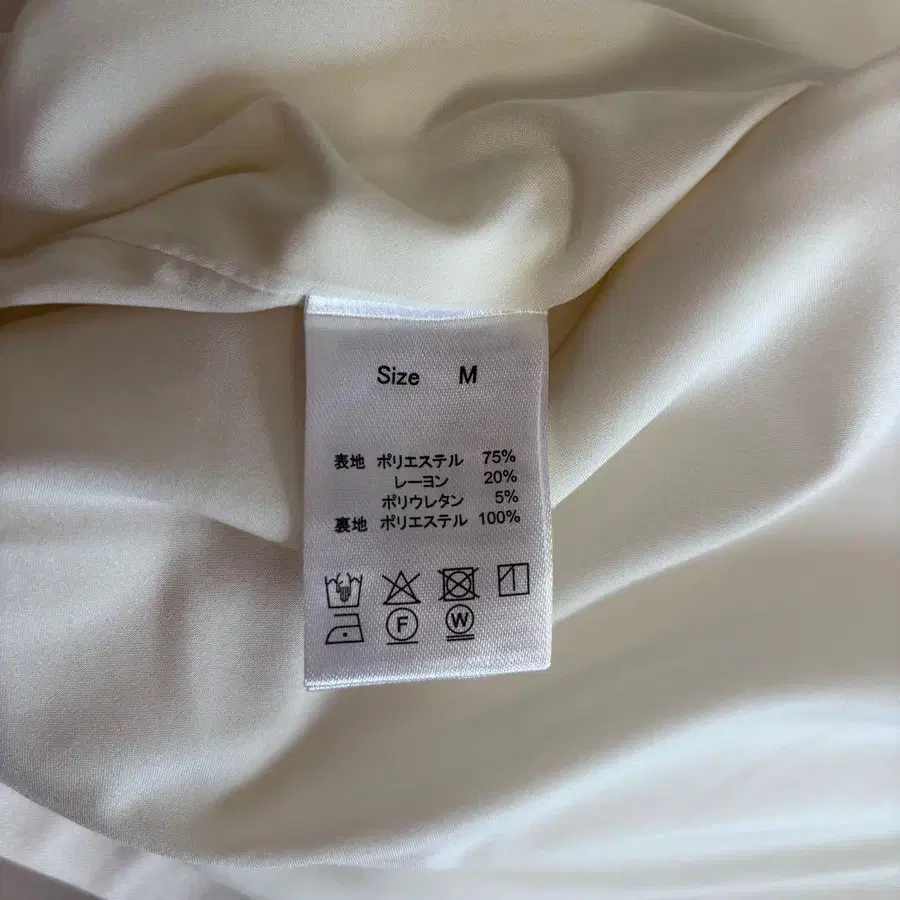 Size M
表地 ポリエステル 75%
レーヨン 20%
ポリウレタン 5%
裏地 ポリエステル 100%
F W